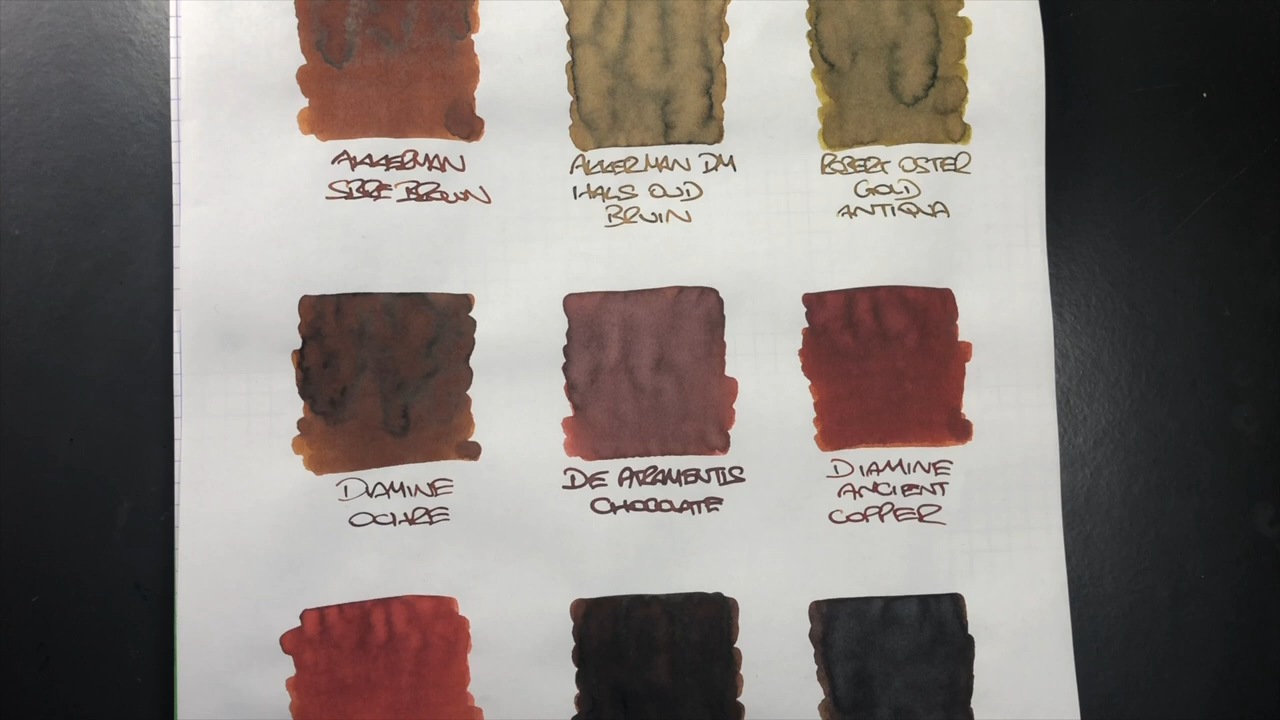 AKKERMAN
SBRE BRUIN
AKKERMAN DM
HALS OUD
BRUIN
ROBERT OSTER
GOLD
ANTIQUA
DIAMINE
OCHRE
DE ATRAMENTIS
CHOCOLATE
DIAMINE
ANCIENT
COPPER